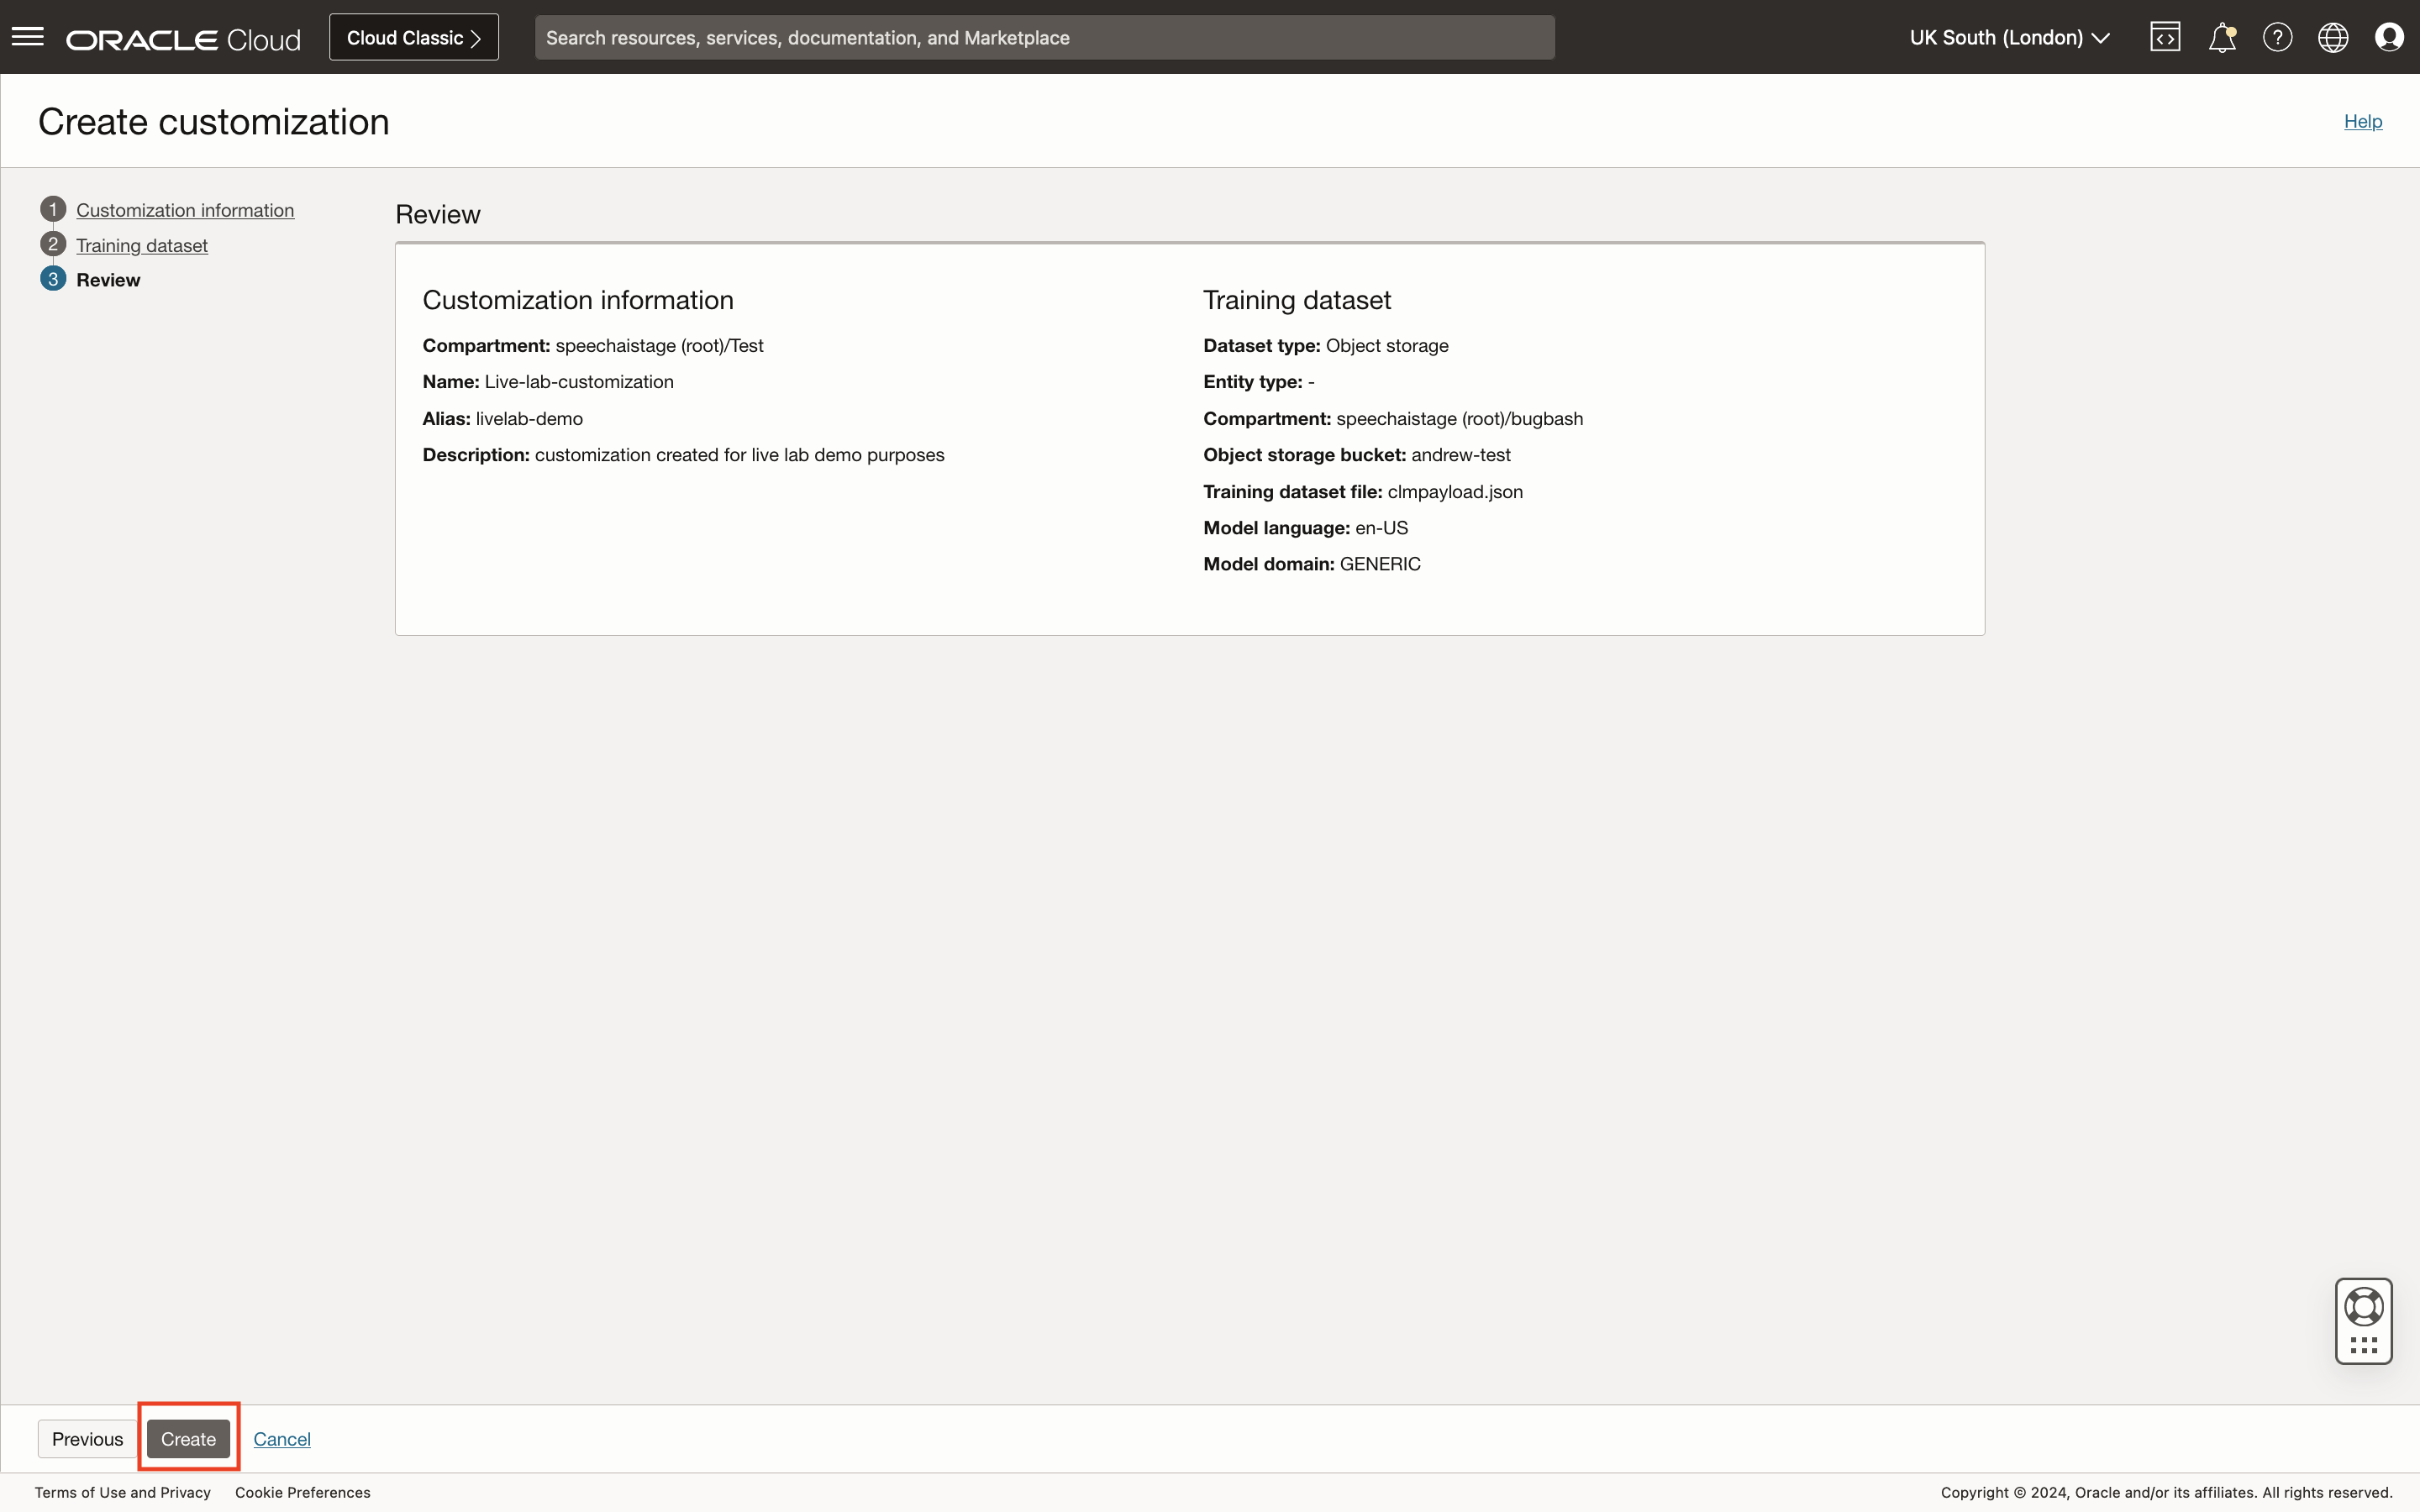 ORACLE Cloud
Cloud Classic
Search resources, services, documentation, and Marketplace
UK South (London)
Create customization
Help
1 Customization information
2 Training dataset
3 Review
Review
Customization information
Compartment: speechaistage (root)/Test
Name: Live-lab-customization
Alias: livelab-demo
Description: customization created for live lab demo purposes
Training dataset
Dataset type: Object storage
Entity type: -
Compartment: speechaistage (root)/bugbash
Object storage bucket: andrew-test
Training dataset file: clmpayload.json
Model language: en-US
Model domain: GENERIC
Previous
Create
Cancel
Terms of Use and Privacy
Cookie Preferences
Copyright © 2024, Oracle and/or its affiliates. All rights reserved.